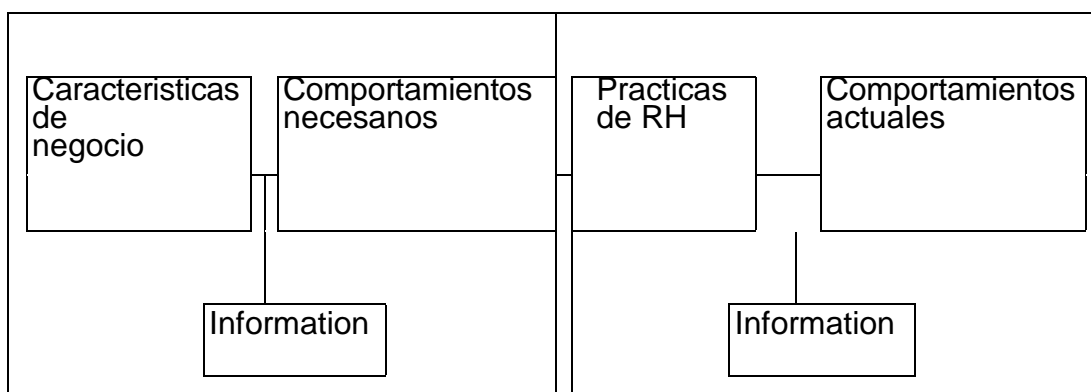 Caracteristicas
de
negocio
Comportamientos
necesanos
Practicas
de RH
Comportamientos
actuales
Information
Information